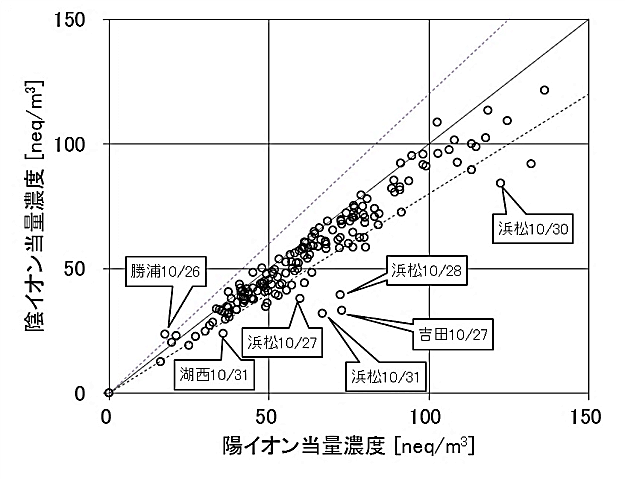 150
100
50
0
0
50
100
150
陰イオン当量濃度 [neq/m³]
陽イオン当量濃度 [neq/m³]
勝浦10/26
湖西10/31
浜松10/27
浜松10/28
吉田10/27
浜松10/31
浜松10/30